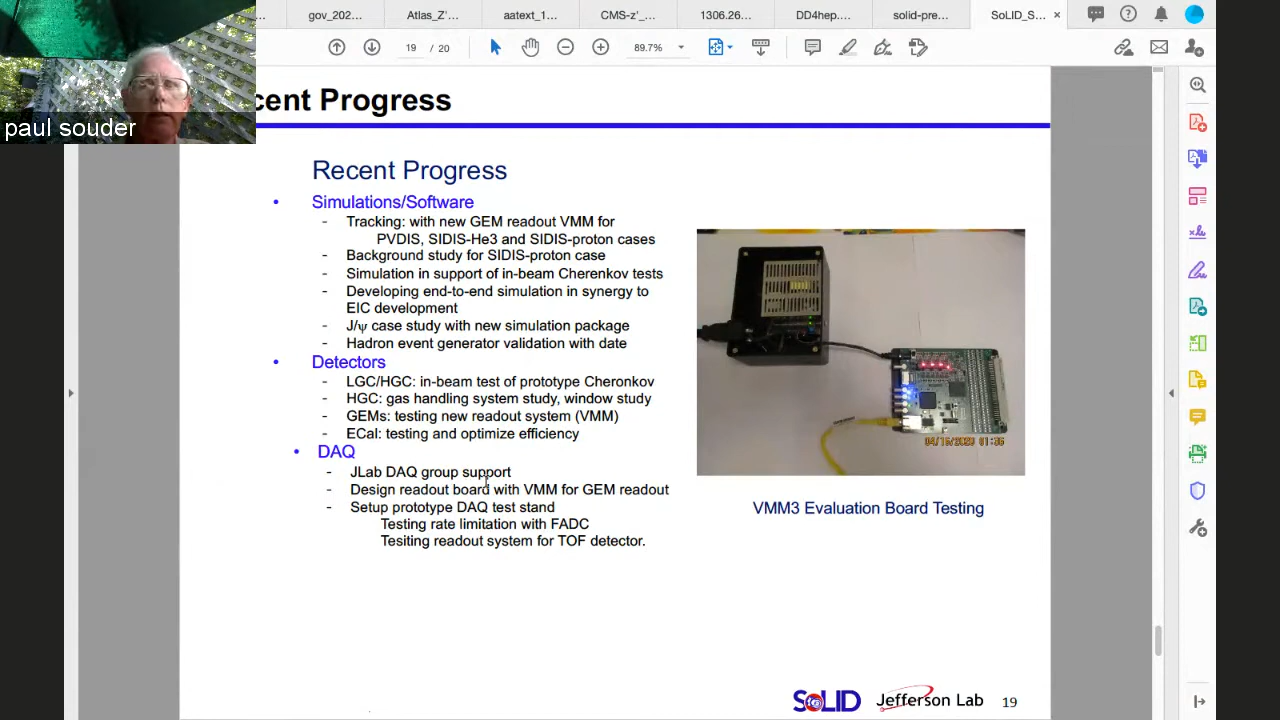 gov_202...
Atlas_Z'...
aatext_1...
CMS-z'_...
1306.26...
DD4hep...
solid-pre...
SoLID_S... ×
19 / 20
89.7%
paul souder
cent Progress
Recent Progress
• Simulations/Software
- Tracking: with new GEM readout VMM for
PVDIS, SIDIS-He3 and SIDIS-proton cases
- Background study for SIDIS-proton case
- Simulation in support of in-beam Cherenkov tests
- Developing end-to-end simulation in synergy to
EIC development
- J/ψ case study with new simulation package
- Hadron event generator validation with date
• Detectors
- LGC/HGC: in-beam test of prototype Cheronkov
- HGC: gas handling system study, window study
- GEMs: testing new readout system (VMM)
- ECal: testing and optimize efficiency
• DAQ
- JLab DAQ group support
- Design readout board with VMM for GEM readout
- Setup prototype DAQ test stand
Testing rate limitation with FADC
Tesiting readout system for TOF detector.
VMM3 Evaluation Board Testing
SoLID Jefferson Lab 19